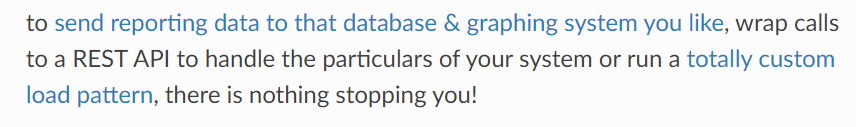 to send reporting data to that database & graphing system you like, wrap calls
to a REST API to handle the particulars of your system or run a totally custom
load pattern, there is nothing stopping you!